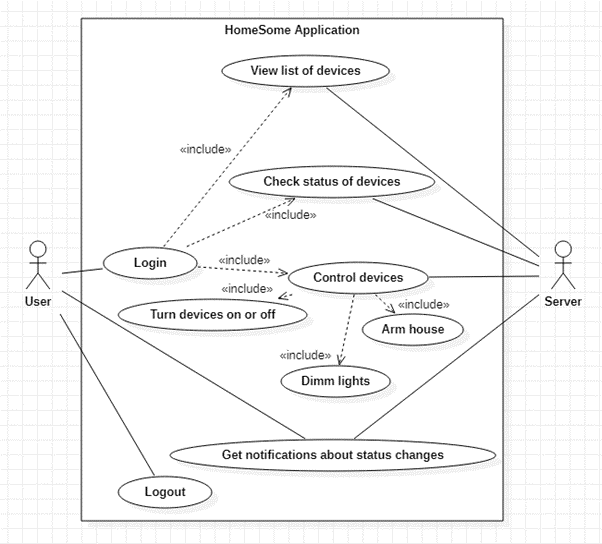 HomeSome Application
View list of devices
«include»
Check status of devices
«include»
Login
«include»
Control devices
«include»
User
Server
Turn devices on or off
«include»
Arm house
«include»
Dimm lights
Get notifications about status changes
Logout